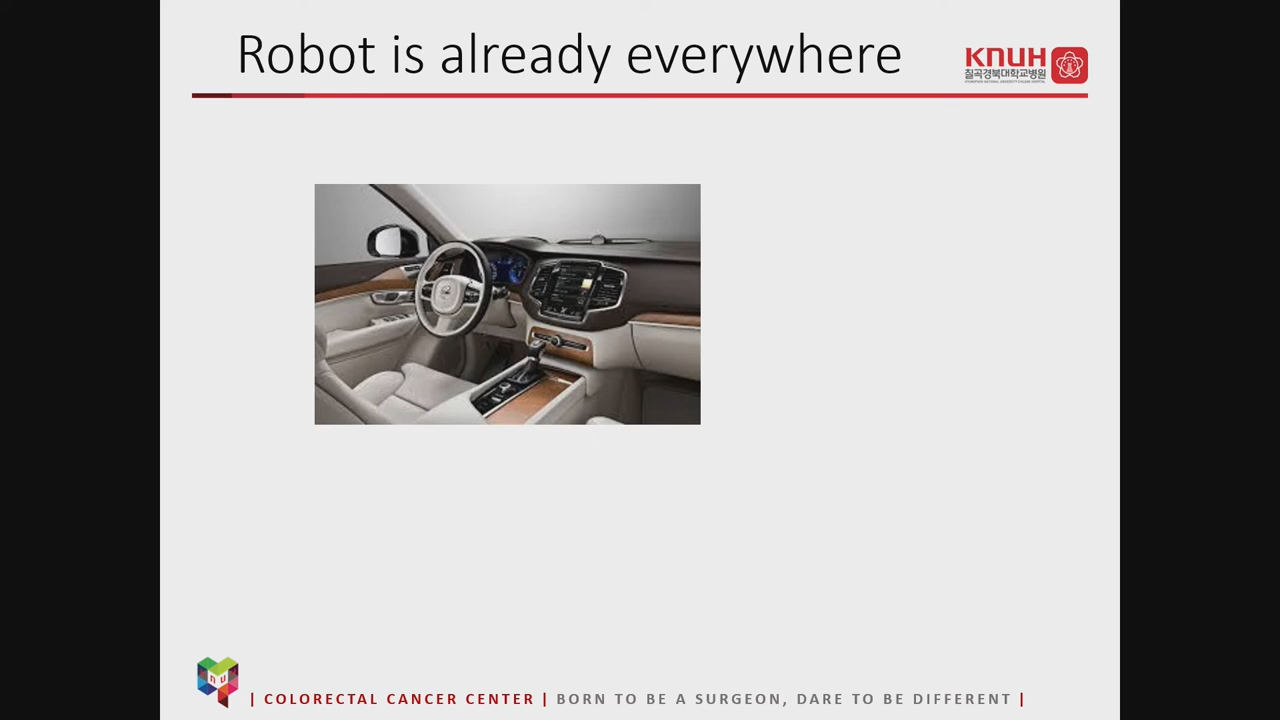 Robot is already everywhere
KNUH
칠곡경북대학교병원
| COLORECTAL CANCER CENTER | BORN TO BE A SURGEON, DARE TO BE DIFFERENT |